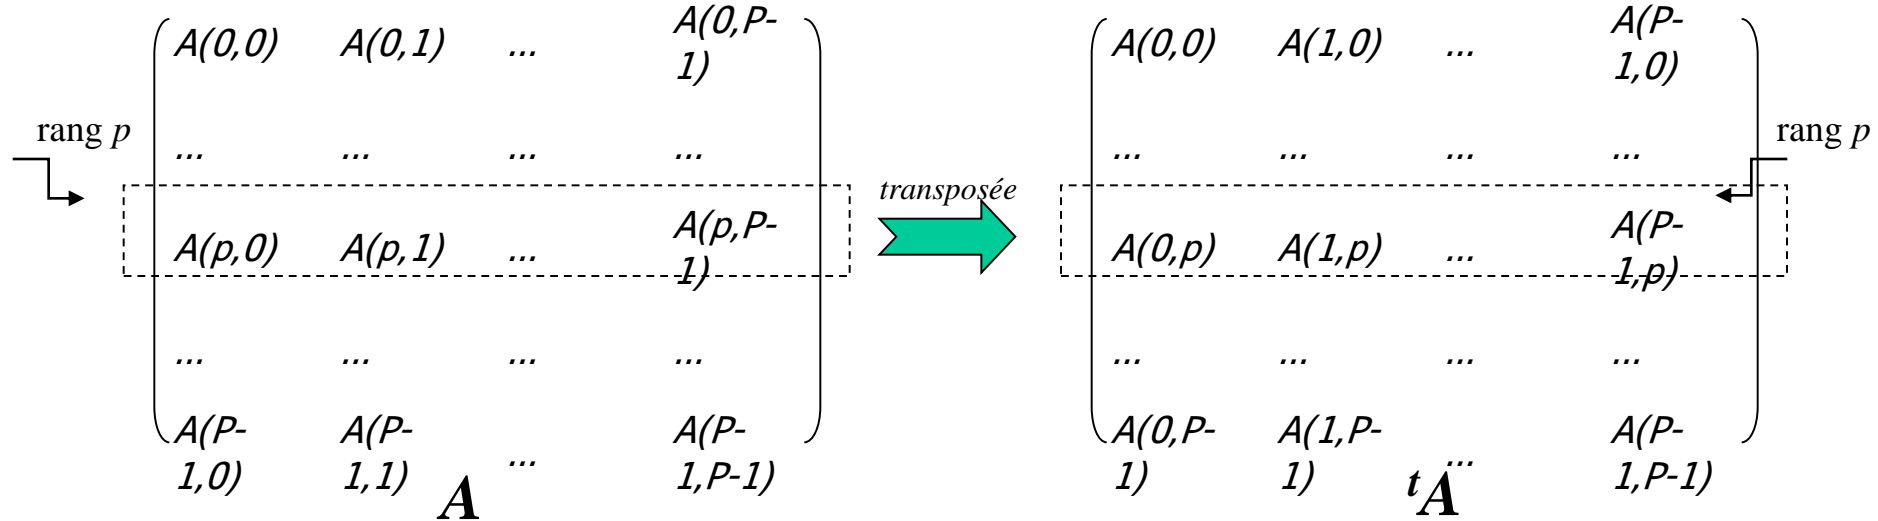 A(0,0) A(0,1) ... A(0,P-
1)
rang p
... ... ... ...
A(p,0) A(p,1) ... A(p,P-
1)
... ... ... ...
A(P- A(P- ... A(P-
1,0) 1,1) 1,P-1)
A
transposée
A(0,0) A(1,0) ... A(P-
1,0)
rang p
... ... ... ...
A(0,p) A(1,p) ... A(P-
1,p)
... ... ... ...
A(0,P- A(1,P- ... A(P-
1) 1) 1,P-1)
tA